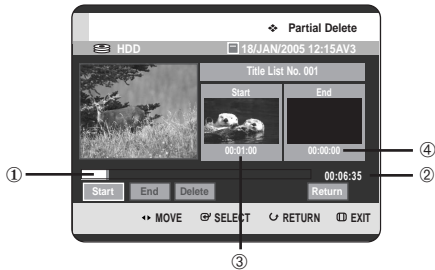 ❖ Partial Delete
HDD 18/JAN/2005 12:15AV3
Title List No. 001
Start End
00:01:00 00:00:00 ④
① 00:06:35 ②
Start End Delete Return
MOVE SELECT RETURN EXIT
③